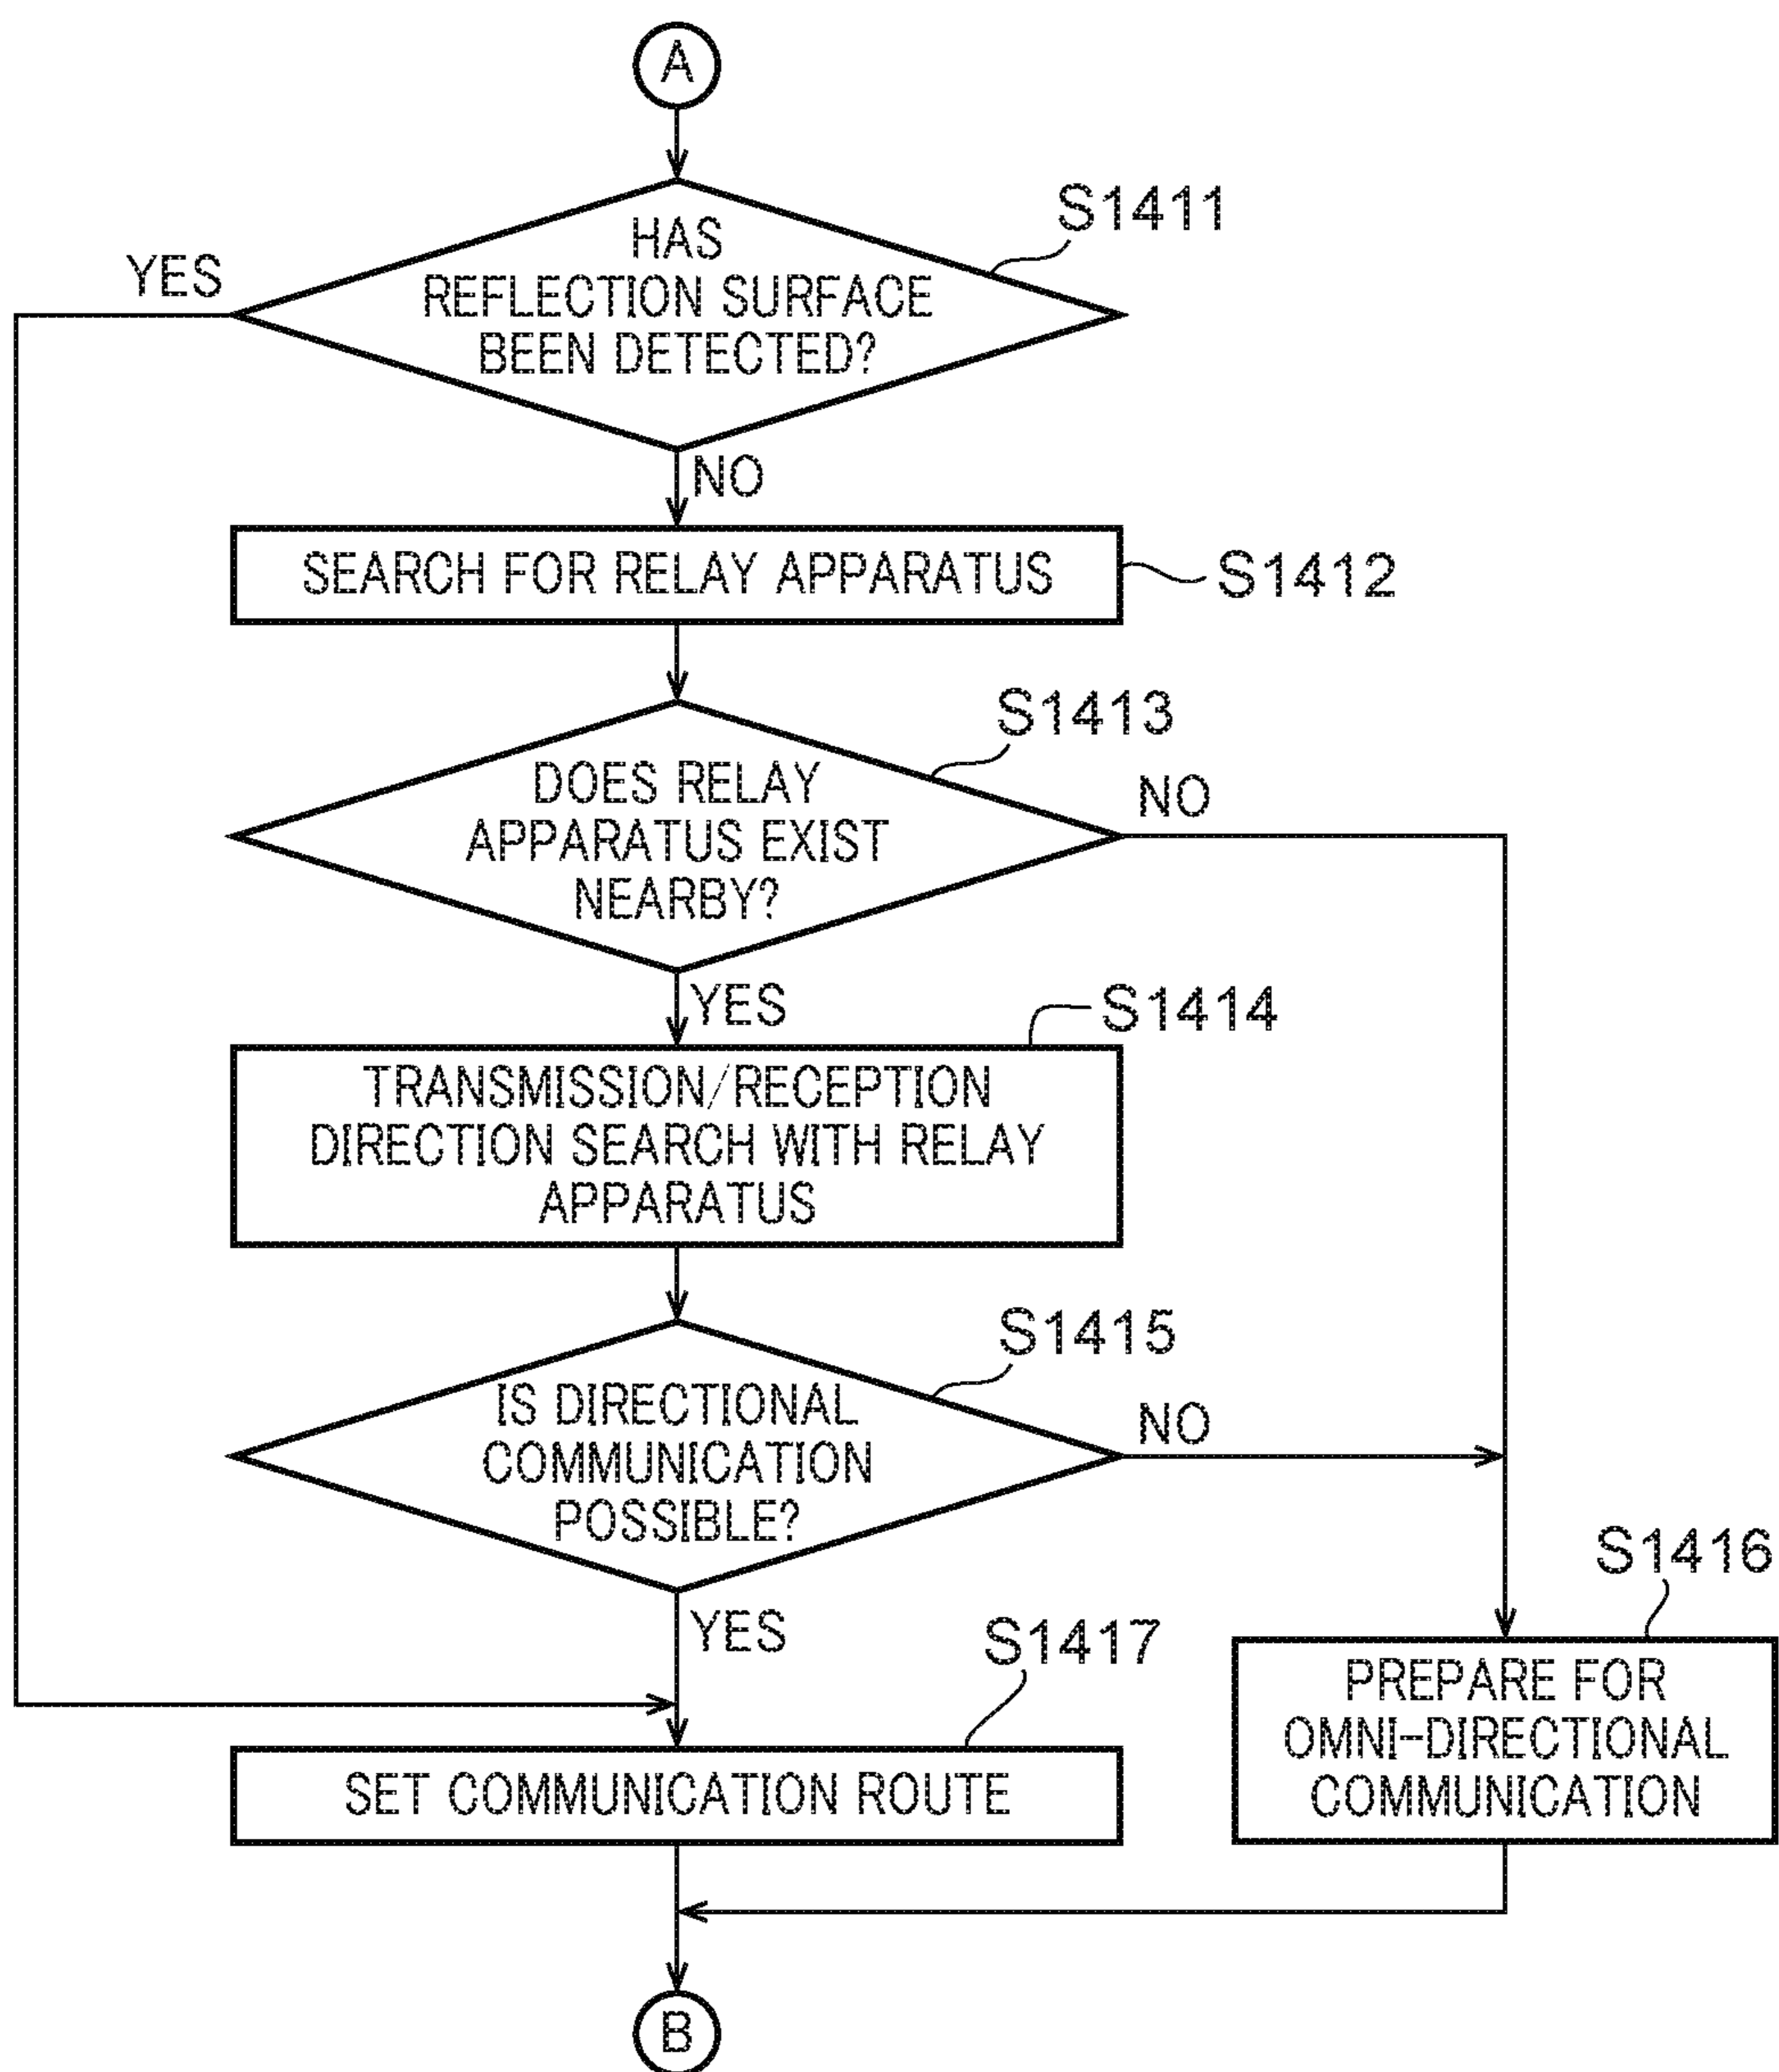 A
S1411
YES
HAS
REFLECTION SURFACE
BEEN DETECTED?
NO
SEARCH FOR RELAY APPARATUS
S1412
S1413
DOES RELAY
APPARATUS EXIST
NEARBY?
NO
YES
S1414
TRANSMISSION/RECEPTION
DIRECTION SEARCH WITH RELAY
APPARATUS
S1415
IS DIRECTIONAL
COMMUNICATION
POSSIBLE?
NO
YES
S1416
S1417
PREPARE FOR
OMNI-DIRECTIONAL
COMMUNICATION
SET COMMUNICATION ROUTE
B